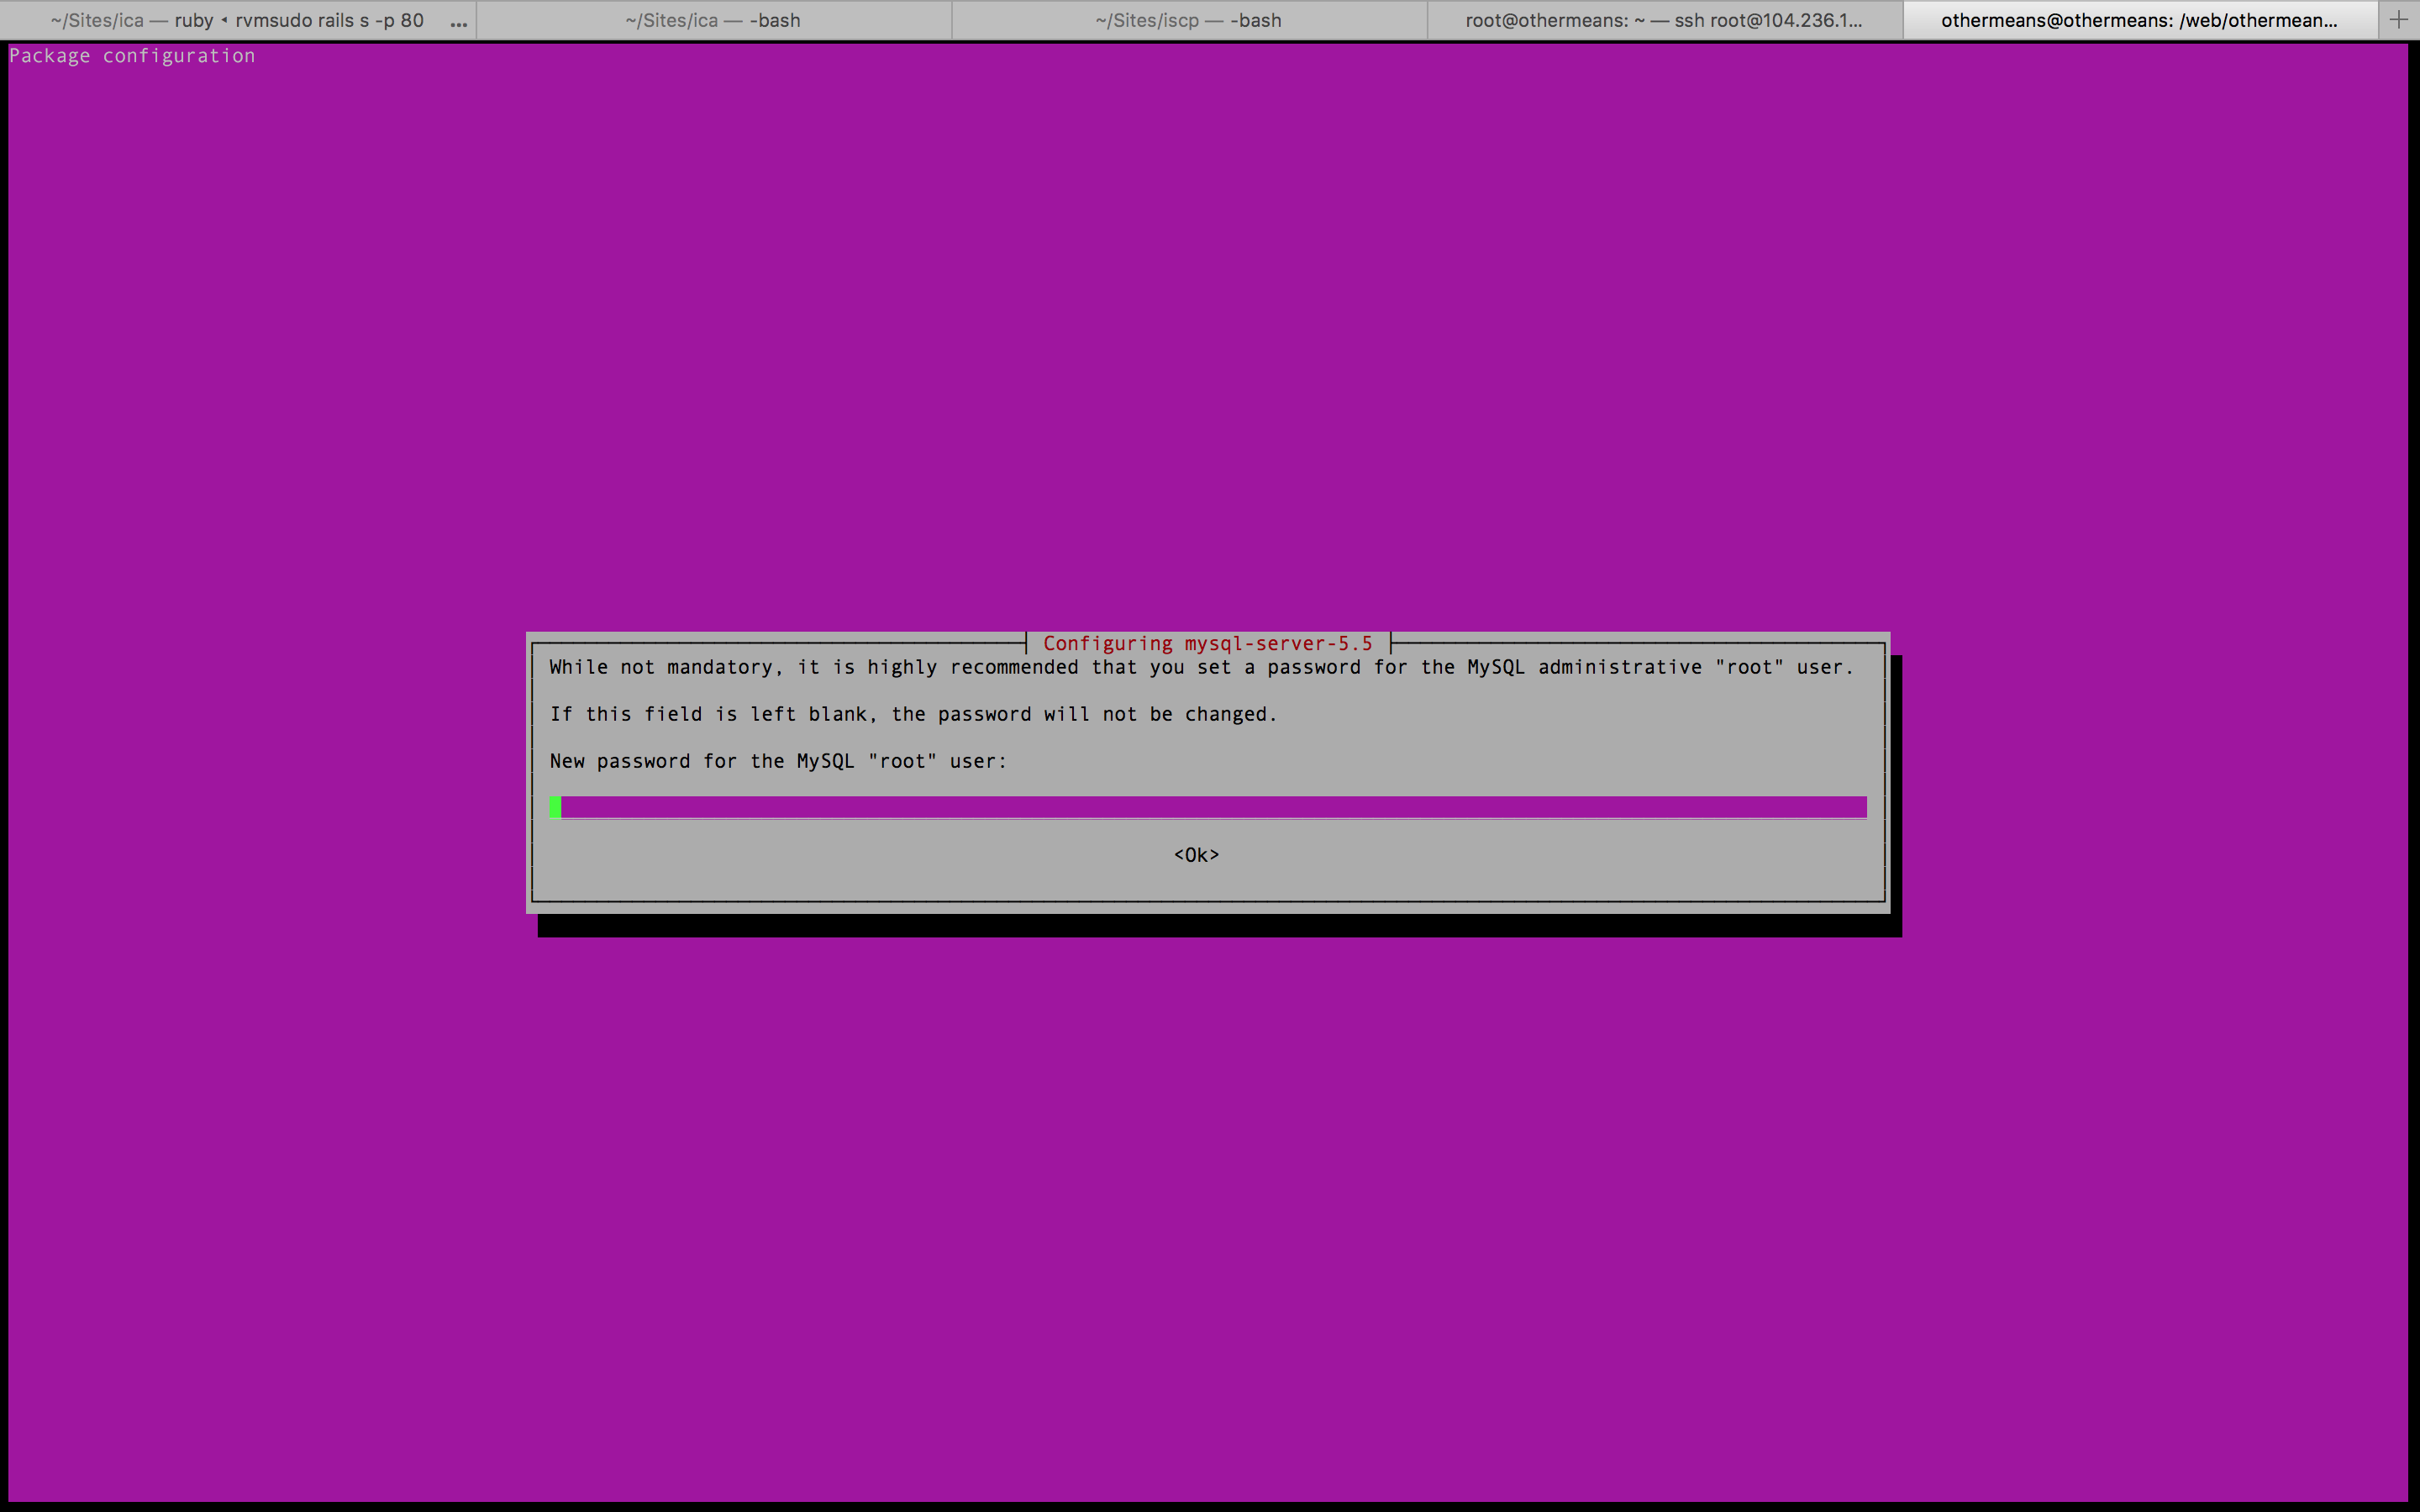 ~/Sites/ica — ruby ◂ rvmsudo rails s -p 80 ...
~/Sites/ica — -bash
~/Sites/iscp — -bash
root@othermeans: ~ — ssh root@104.236.1...
othermeans@othermeans: /web/othermean...
Package configuration
Configuring mysql-server-5.5
While not mandatory, it is highly recommended that you set a password for the MySQL administrative "root" user.
If this field is left blank, the password will not be changed.
New password for the MySQL "root" user:
<Ok>